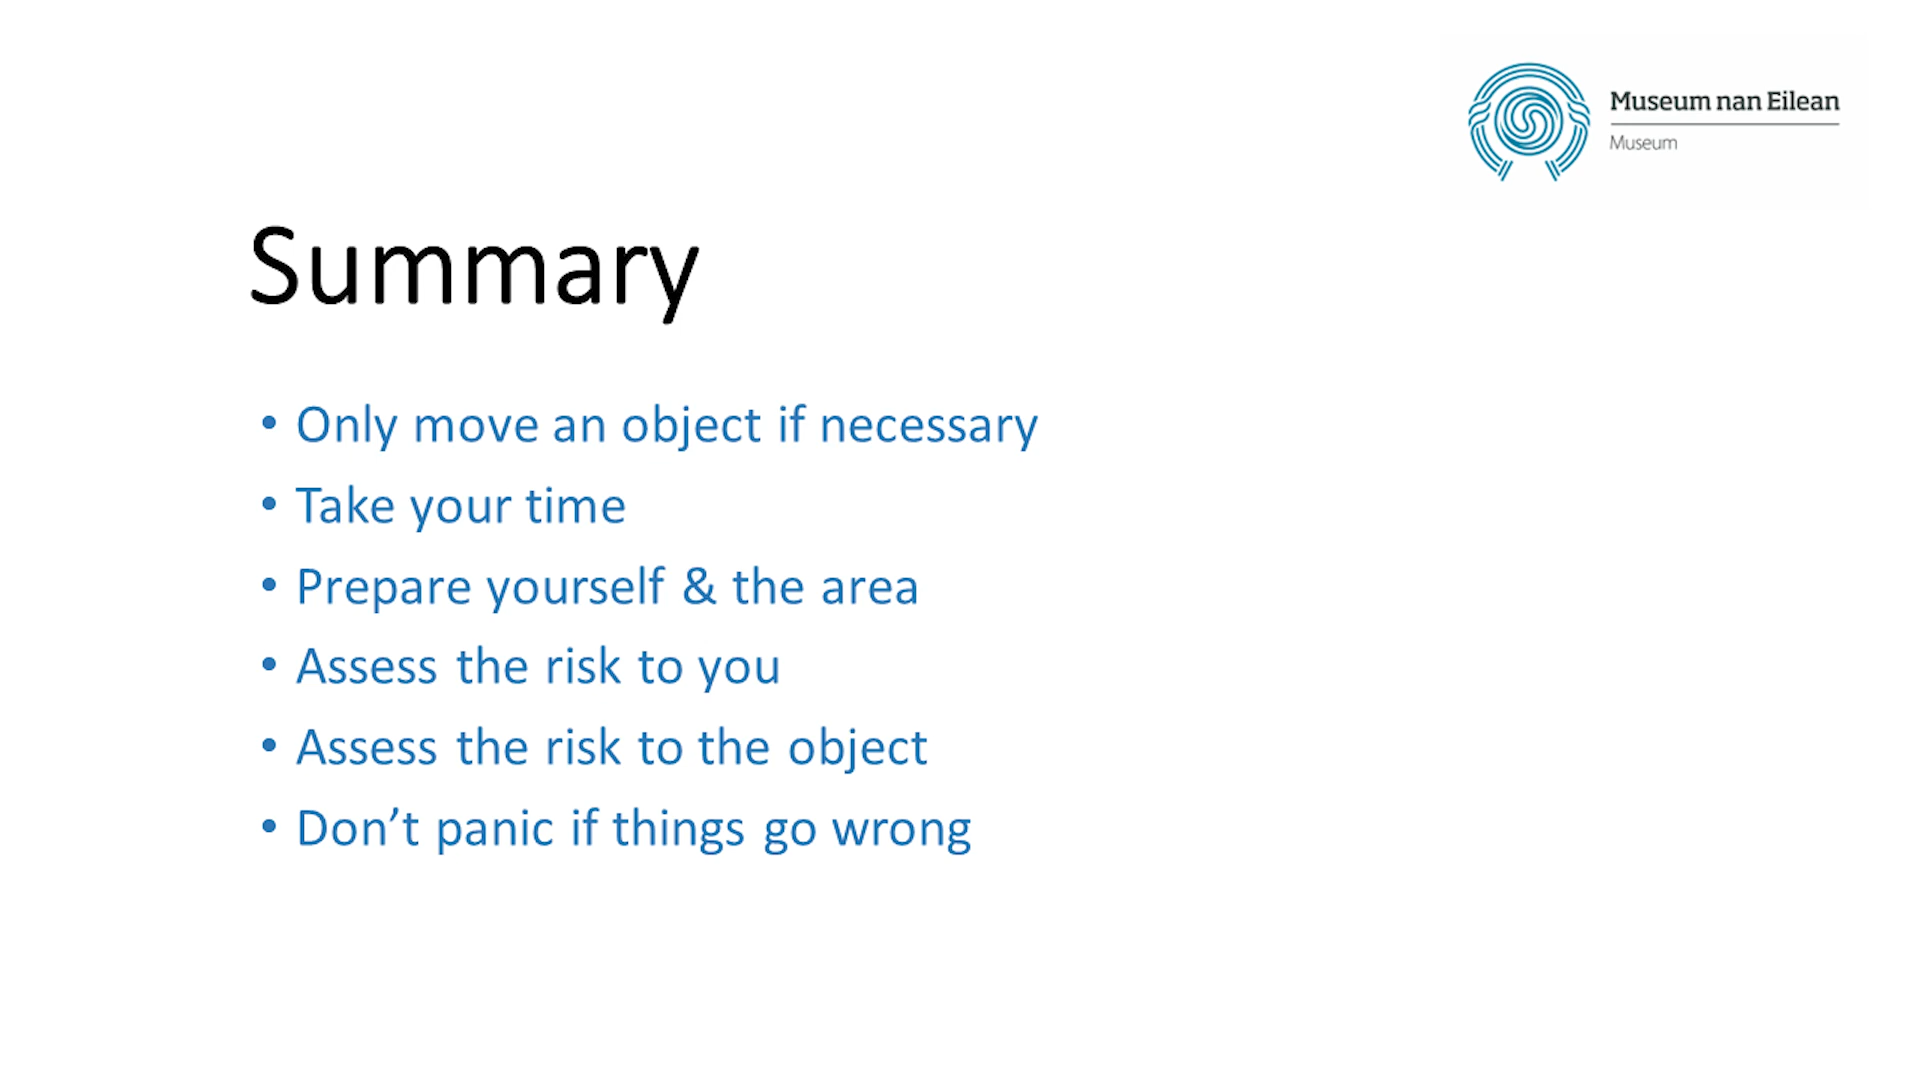 Museum nan Eilean
Museum
Summary
• Only move an object if necessary
• Take your time
• Prepare yourself & the area
• Assess the risk to you
• Assess the risk to the object
• Don’t panic if things go wrong